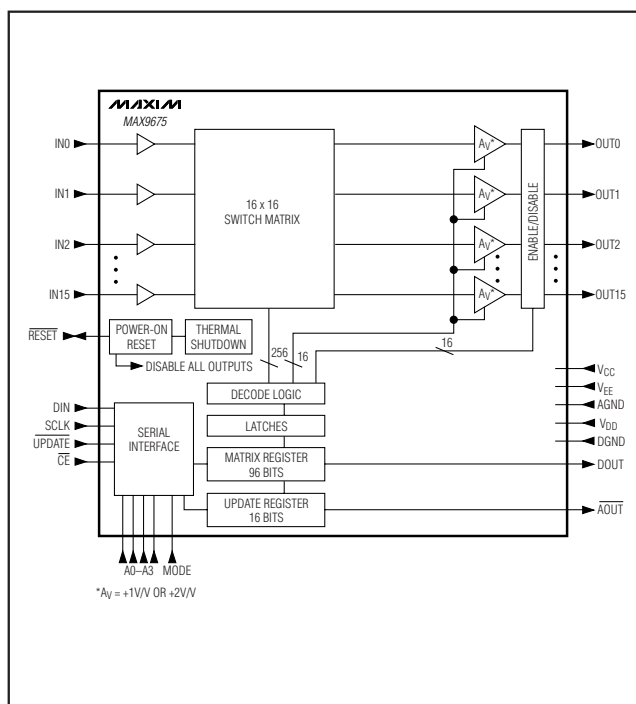 MAXIM
MAX9675
IN0
IN1
IN2
IN15
16 x 16
SWITCH MATRIX
AV*
AV*
AV*
AV*
ENABLE/DISABLE
OUT0
OUT1
OUT2
OUT15
RESET
POWER-ON
RESET
THERMAL
SHUTDOWN
DISABLE ALL OUTPUTS
256
16
16
DECODE LOGIC
LATCHES
MATRIX REGISTER
96 BITS
UPDATE REGISTER
16 BITS
DIN
SCLK
UPDATE
CE
SERIAL
INTERFACE
VCC
VEE
AGND
VDD
DGND
DOUT
AOUT
A0–A3
MODE
*AV = +1V/V OR +2V/V